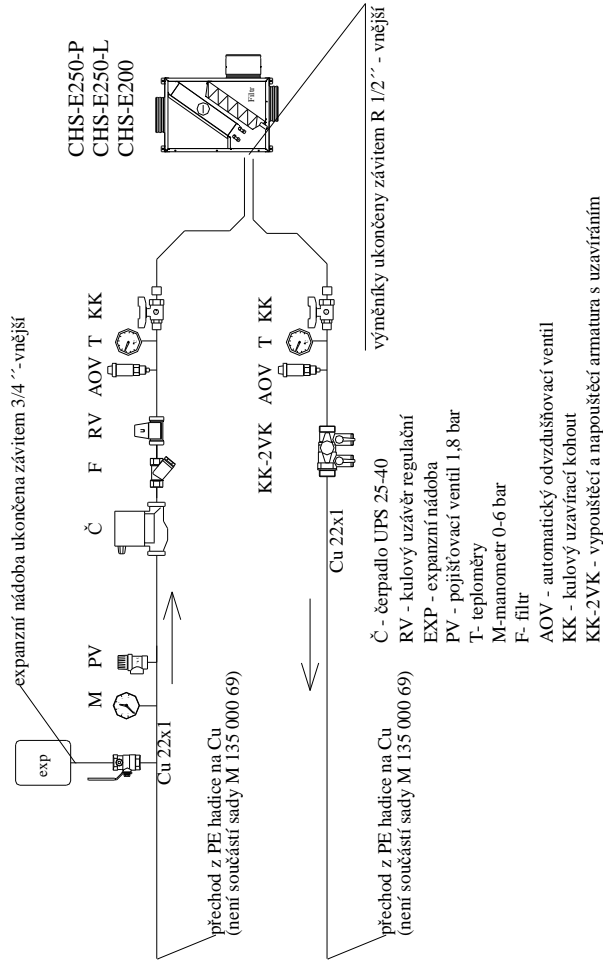 expanzní nádoba ukončena závitem 3/4 ´´-vnější
exp
M
PV
Č
F
RV
AOV
T
KK
CHS-E250-P
CHS-E250-L
CHS-E200
Filtr
Cu 22x1
přechod z PE hadice na Cu
(není součástí sady M 135 000 69)
KK-2VK
AOV
T
KK
Cu 22x1
výměníky ukončeny závitem R 1/2´´ - vnější
přechod z PE hadice na Cu
(není součástí sady M 135 000 69)
Č - čerpadlo UPS 25-40
RV - kulový uzávěr regulační
EXP - expanzní nádoba
PV - pojišťovací ventil 1,8 bar
T- teploměry
M-manometr 0-6 bar
F- filtr
AOV - automatický odvzdušňovací ventil
KK - kulový uzavírací kohout
KK-2VK - vypouštěcí a napouštěcí armatura s uzavíráním